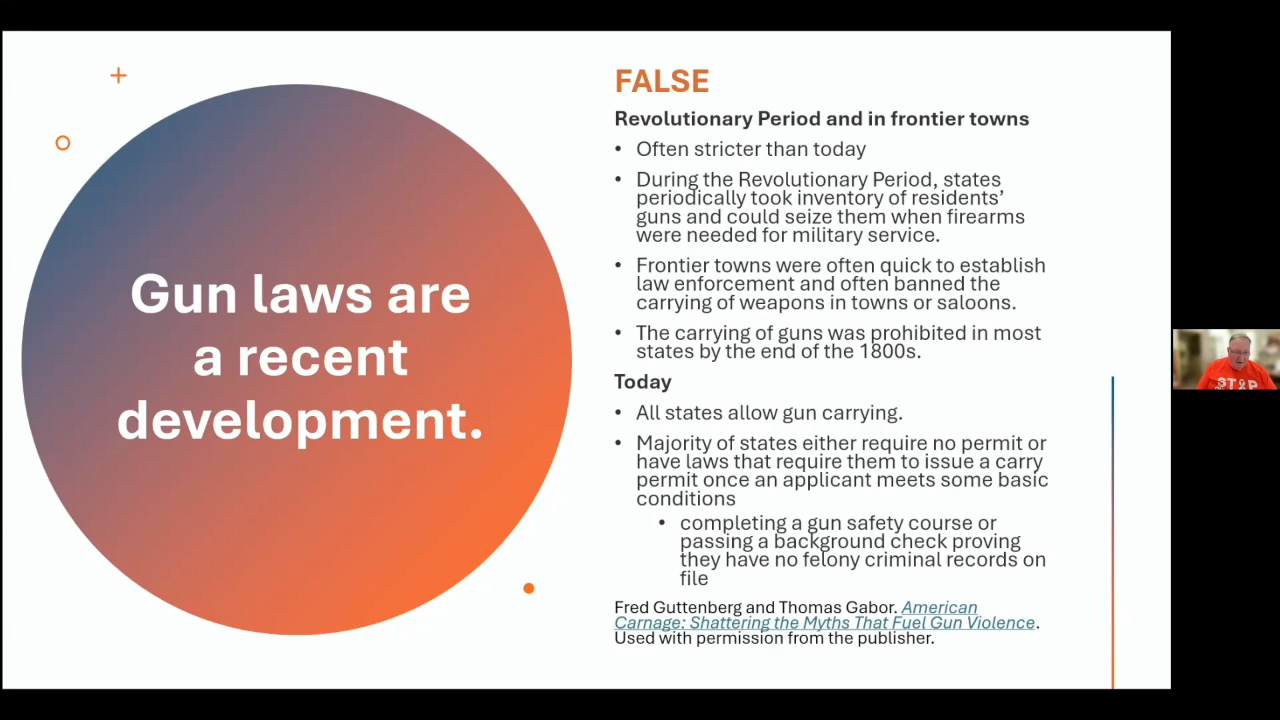 Gun laws are
a recent
development.
FALSE
Revolutionary Period and in frontier towns
• Often stricter than today
• During the Revolutionary Period, states
periodically took inventory of residents’
guns and could seize them when firearms
were needed for military service.
• Frontier towns were often quick to establish
law enforcement and often banned the
carrying of weapons in towns or saloons.
• The carrying of guns was prohibited in most
states by the end of the 1800s.
Today
• All states allow gun carrying.
• Majority of states either require no permit or
have laws that require them to issue a carry
permit once an applicant meets some basic
conditions
• completing a gun safety course or
passing a background check proving
they have no felony criminal records on
file
Fred Guttenberg and Thomas Gabor. American
Carnage: Shattering the Myths That Fuel Gun Violence.
Used with permission from the publisher.